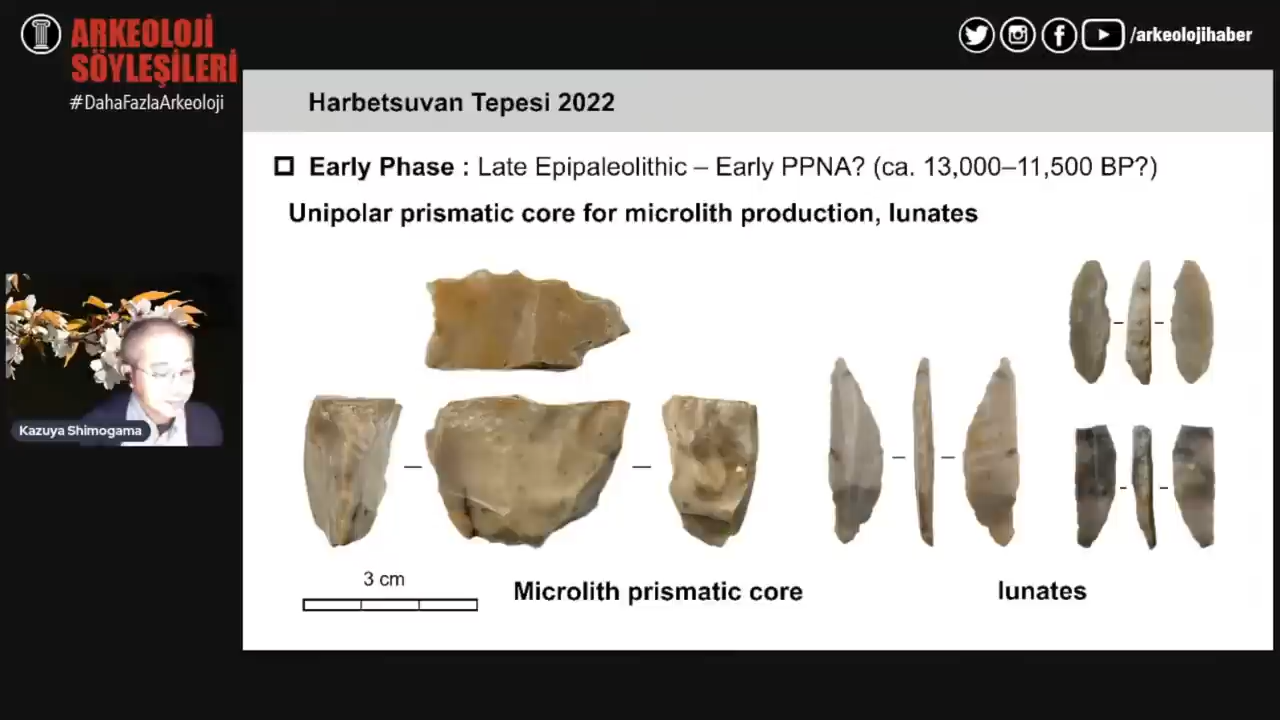 ARKEOLOJİ
SÖYLEŞİLERİ
#DahaFazlaArkeoloji
/arkeolojihaber
Harbetsuvan Tepesi 2022
Early Phase : Late Epipaleolithic – Early PPNA? (ca. 13,000–11,500 BP?)
Unipolar prismatic core for microlith production, lunates
Kazuya Shimogama
3 cm
Microlith prismatic core
lunates